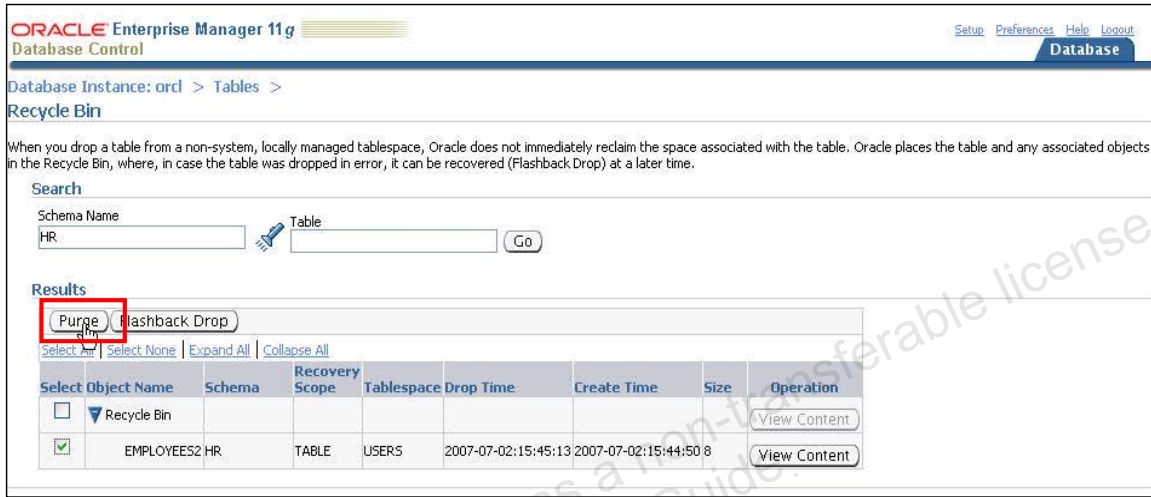 ORACLE Enterprise Manager 11g
Database Control
Setup Preferences Help Logout
Database
Database Instance: orcl > Tables >
Recycle Bin
When you drop a table from a non-system, locally managed tablespace, Oracle does not immediately reclaim the space associated with the table. Oracle places the table and any associated objects
in the Recycle Bin, where, in case the table was dropped in error, it can be recovered (Flashback Drop) at a later time.
Search
Schema Name
Table
HR
Go
Results
Purge Flashback Drop
Select All | Select None | Expand All | Collapse All
Select Object Name Schema Recovery Scope Tablespace Drop Time Create Time Size Operation
Recycle Bin View Content
EMPLOYEES2 HR TABLE USERS 2007-07-02:15:45:13 2007-07-02:15:44:50 8 View Content
s a non-transferable license
Guide.